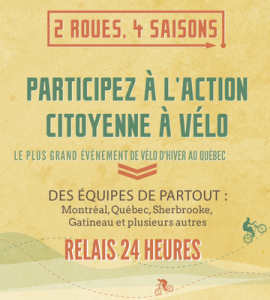 2 ROUES, 4 SAISONS
PARTICIPEZ À L'ACTION
CITOYENNE À VÉLO
LE PLUS GRAND ÉVÈNEMENT DE VÉLO D'HIVER AU QUÉBEC
DES ÉQUIPES DE PARTOUT :
Montréal, Québec, Sherbrooke,
Gatineau et plusieurs autres
RELAIS 24 HEURES